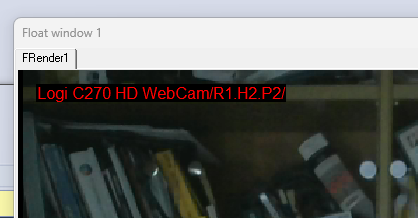 Float window 1
FRender1
Logi C270 HD WebCam/R1.H2.P2/